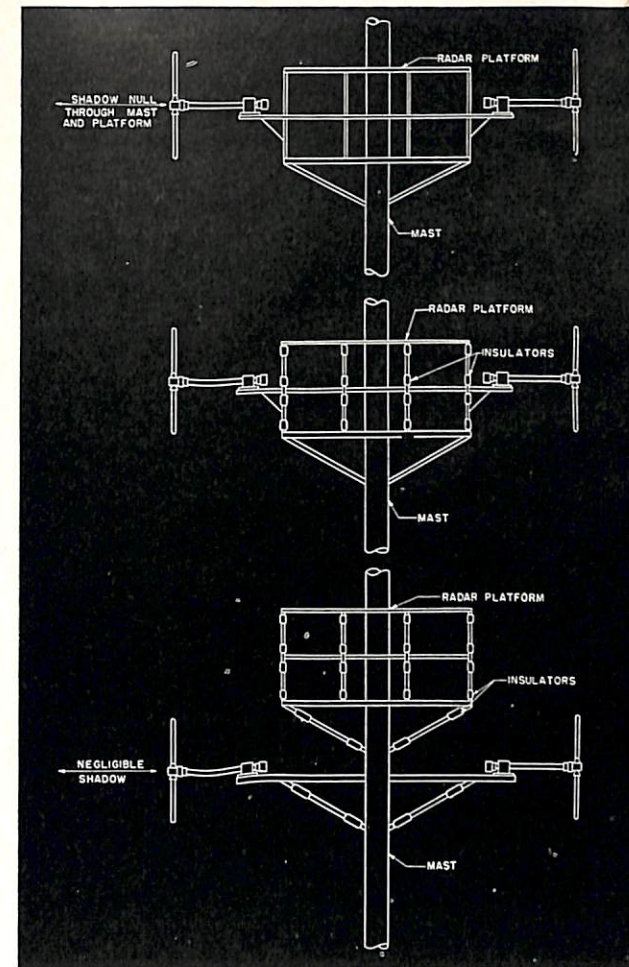 RADAR PLATFORM
SHADOW NULL
THROUGH MAST
AND PLATFORM
MAST
RADAR PLATFORM
INSULATORS
MAST
RADAR PLATFORM
INSULATORS
NEGLIGIBLE
SHADOW
MAST